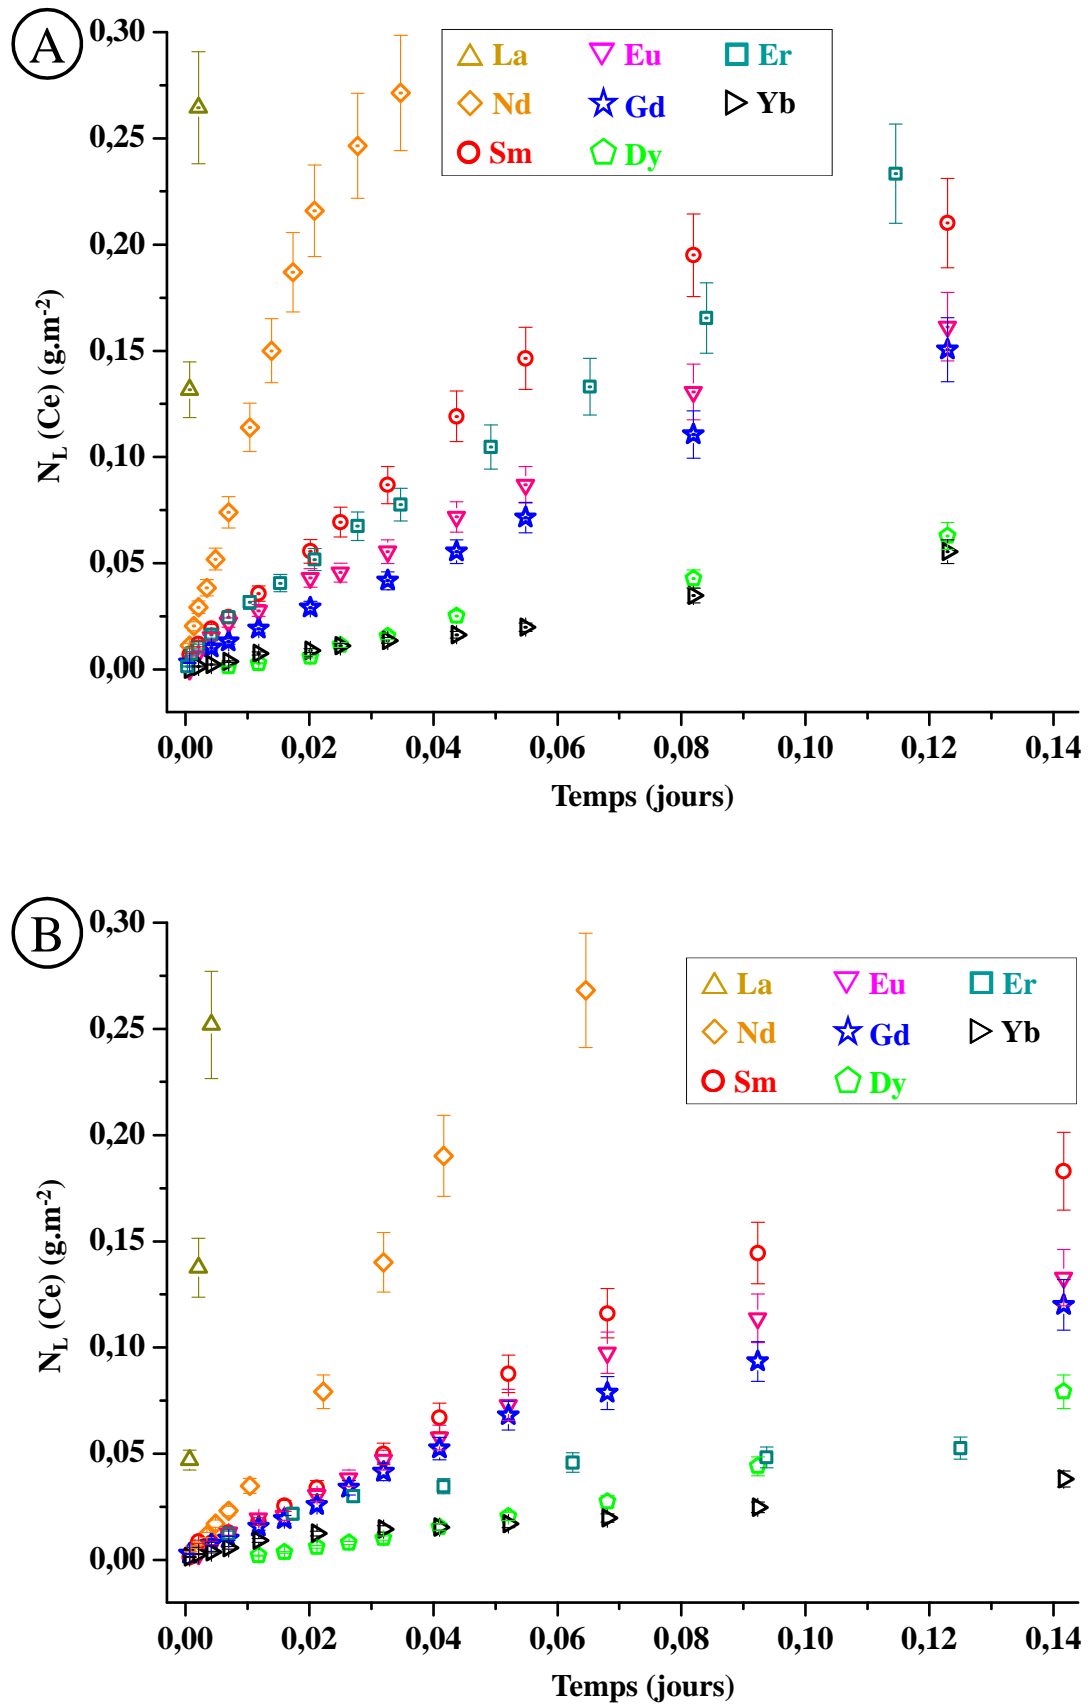 A
0,30
0,25
0,20
0,15
0,10
0,05
0,00
N_L (Ce) (g.m⁻²)
La Eu Er
Nd Gd Yb
Sm Dy
0,00 0,02 0,04 0,06 0,08 0,10 0,12 0,14
Temps (jours)
B
0,30
0,25
0,20
0,15
0,10
0,05
0,00
N_L (Ce) (g.m⁻²)
La Eu Er
Nd Gd Yb
Sm Dy
0,00 0,02 0,04 0,06 0,08 0,10 0,12 0,14
Temps (jours)